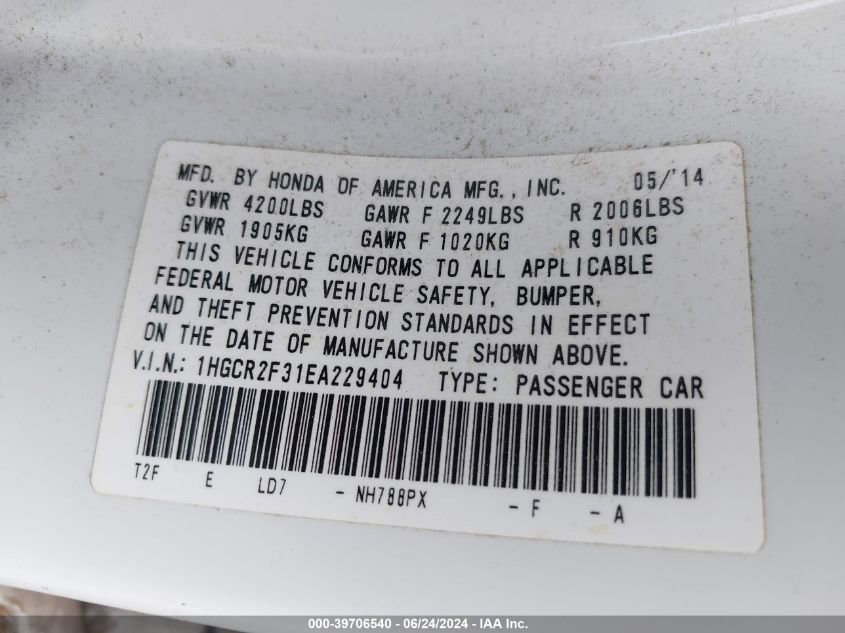 MFD. BY HONDA OF AMERICA MFG., INC. 05/'14
GVWR 4200LBS GAWR F 2249LBS R 2006LBS
GVWR 1905KG GAWR F 1020KG R 910KG
THIS VEHICLE CONFORMS TO ALL APPLICABLE
FEDERAL MOTOR VEHICLE SAFETY, BUMPER,
AND THEFT PREVENTION STANDARDS IN EFFECT
ON THE DATE OF MANUFACTURE SHOWN ABOVE.
V.I.N.: 1HGCR2F31EA229404 TYPE: PASSENGER CAR
T2F E LD7 - NH788PX - F - A
000-39706540 - 06/24/2024 - IAA Inc.